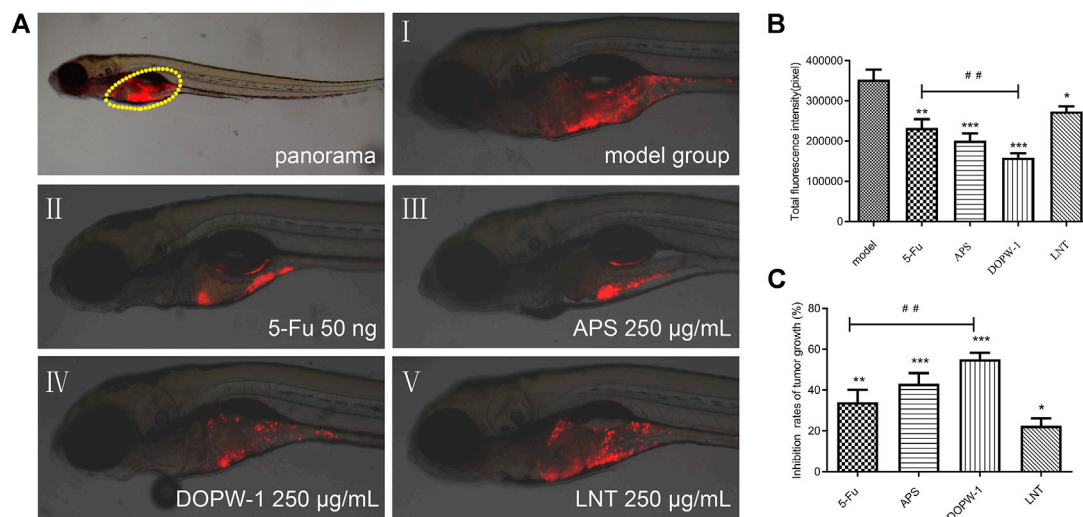 A
panorama
I
model group
II
5-Fu 50 ng
III
APS 250 µg/mL
IV
DOPW-1 250 µg/mL
V
LNT 250 µg/mL
B
Total fluorescence intensity(pixel)
400000
300000
200000
100000
0
**
***
***
*
# #
model
5-Fu
APS
DOPW-1
LNT
C
Inhibition rates of tumor growth (%)
80
60
40
20
0
# #
**
***
***
*
5-Fu
APS
DOPW-1
LNT